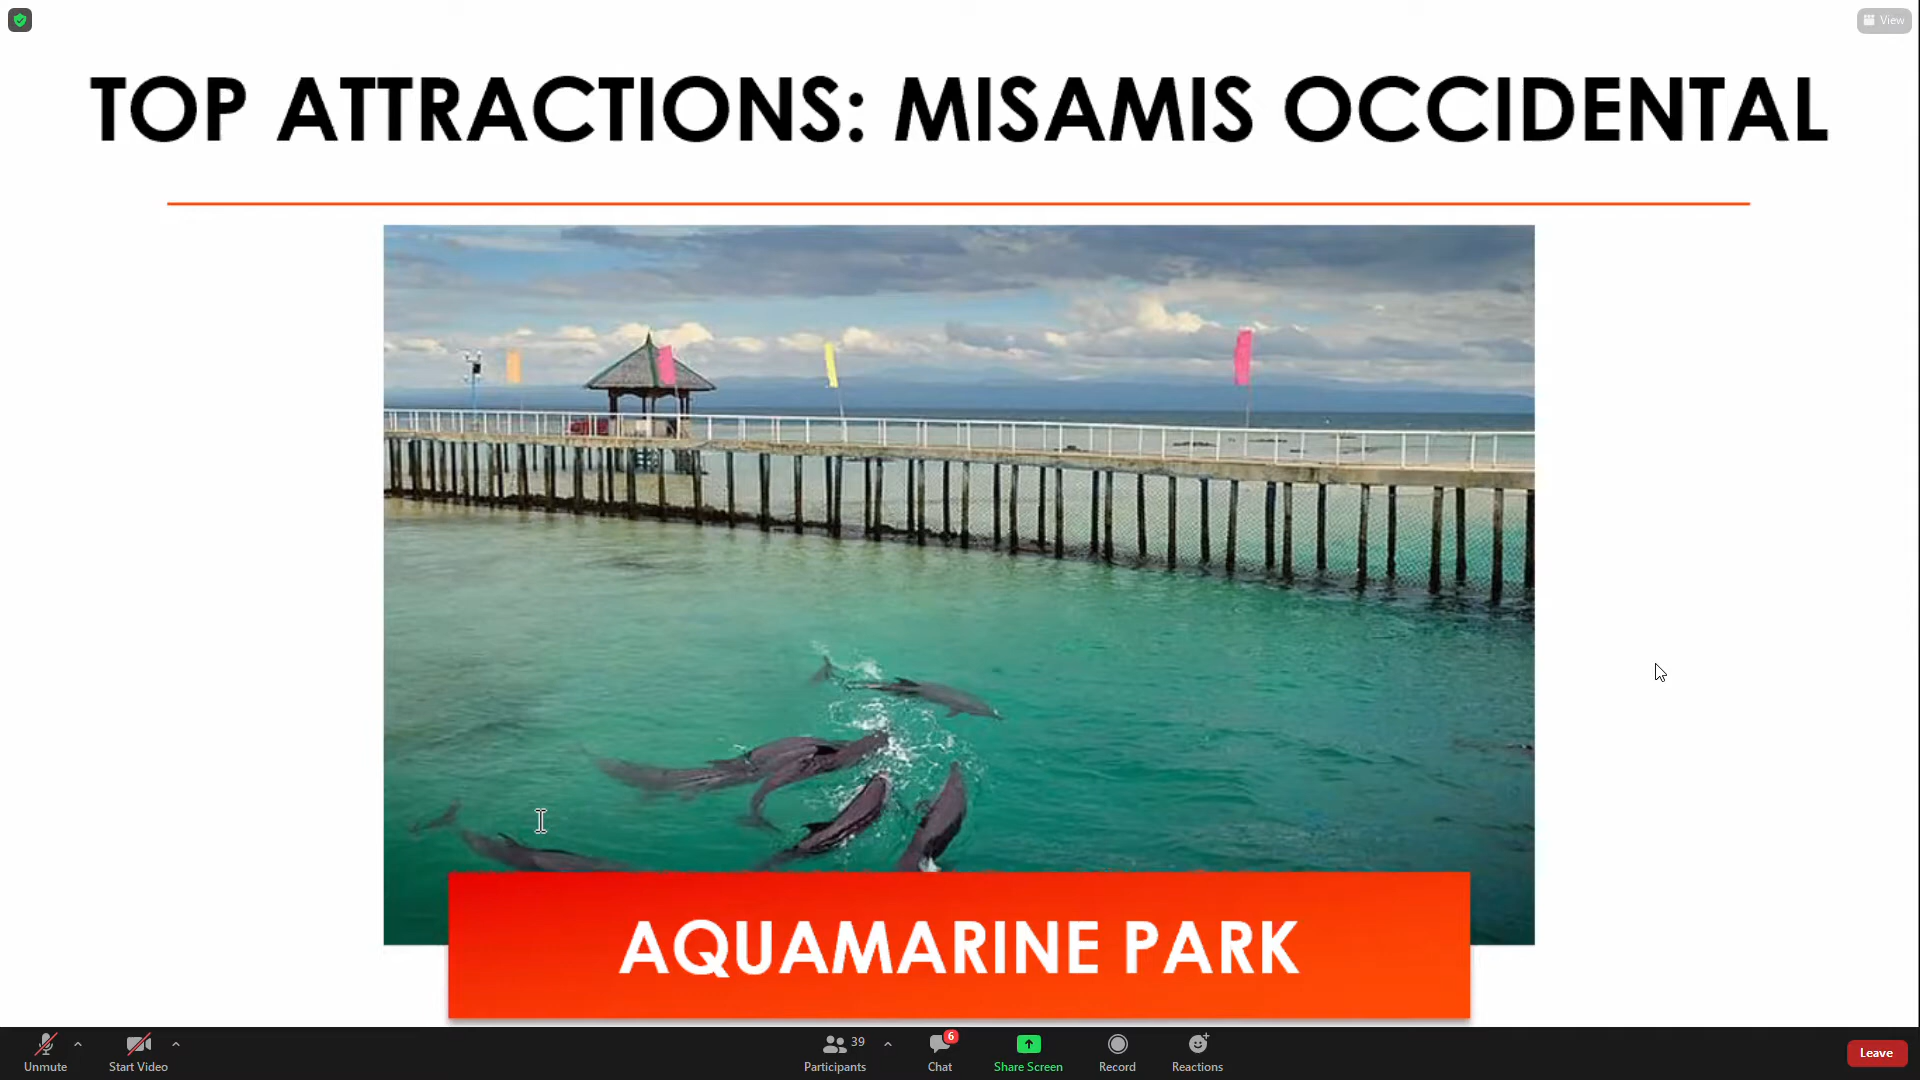 View
TOP ATTRACTIONS: MISAMIS OCCIDENTAL
AQUAMARINE PARK
Unmute
Start Video
39
Participants
6
Chat
Share Screen
Record
Reactions
Leave